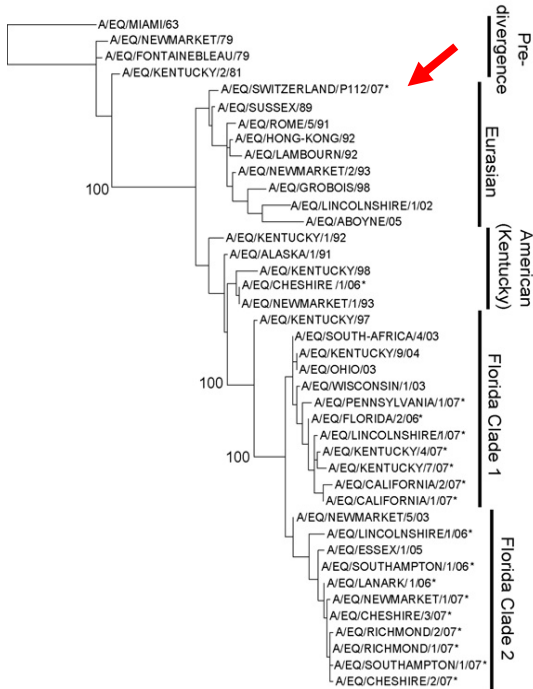 A/EQ/MIAMI/63
A/EQ/NEWMARKET/79
A/EQ/FONTAINEBLEAU/79
A/EQ/KENTUCKY/2/81
A/EQ/SWITZERLAND/P112/07*
A/EQ/SUSSEX/89
A/EQ/ROME/5/91
A/EQ/HONG-KONG/92
A/EQ/LAMBOURN/92
A/EQ/NEWMARKET/2/93
A/EQ/GROBOIS/98
A/EQ/LINCOLNSHIRE/1/02
A/EQ/ABOYNE/05
100
A/EQ/KENTUCKY/1/92
A/EQ/ALASKA/1/91
A/EQ/KENTUCKY/98
A/EQ/CHESHIRE /1/06*
A/EQ/NEWMARKET/1/93
A/EQ/KENTUCKY/97
A/EQ/SOUTH-AFRICA/4/03
A/EQ/KENTUCKY/9/04
A/EQ/OHIO/03
100
A/EQ/WISCONSIN/1/03
A/EQ/PENNSYLVANIA/1/07*
A/EQ/FLORIDA/2/06*
A/EQ/LINCOLNSHIRE/1/07*
A/EQ/KENTUCKY/4/07*
100
A/EQ/KENTUCKY/7/07*
A/EQ/CALIFORNIA/2/07*
A/EQ/CALIFORNIA/1/07*
A/EQ/NEWMARKET/5/03
A/EQ/LINCOLNSHIRE/1/06*
A/EQ/ESSEX/1/05
A/EQ/SOUTHAMPTON/1/06*
A/EQ/LANARK/1/06*
A/EQ/NEWMARKET/1/07*
A/EQ/CHESHIRE/3/07*
A/EQ/RICHMOND/2/07*
A/EQ/RICHMOND/1/07*
A/EQ/SOUTHAMPTON/1/07*
A/EQ/CHESHIRE/2/07*
Pre-
divergence
Eurasian
American
(Kentucky)
Florida Clade 1
Florida Clade 2